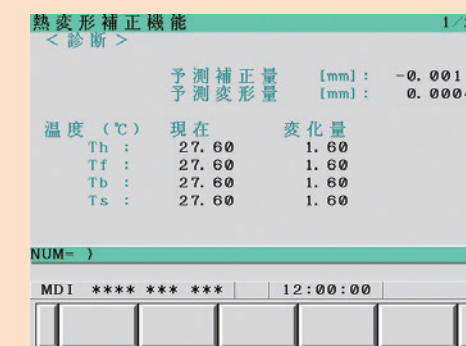 熱変形補正機能 1/
<診断>
予測補正量 [mm]: -0.001
予測変形量 [mm]: 0.000
温度 (℃) 現在 変化量
Th : 27.60 1.60
Tf : 27.60 1.60
Tb : 27.60 1.60
Ts : 27.60 1.60
NUM= )
MDI **** *** *** 12:00:00